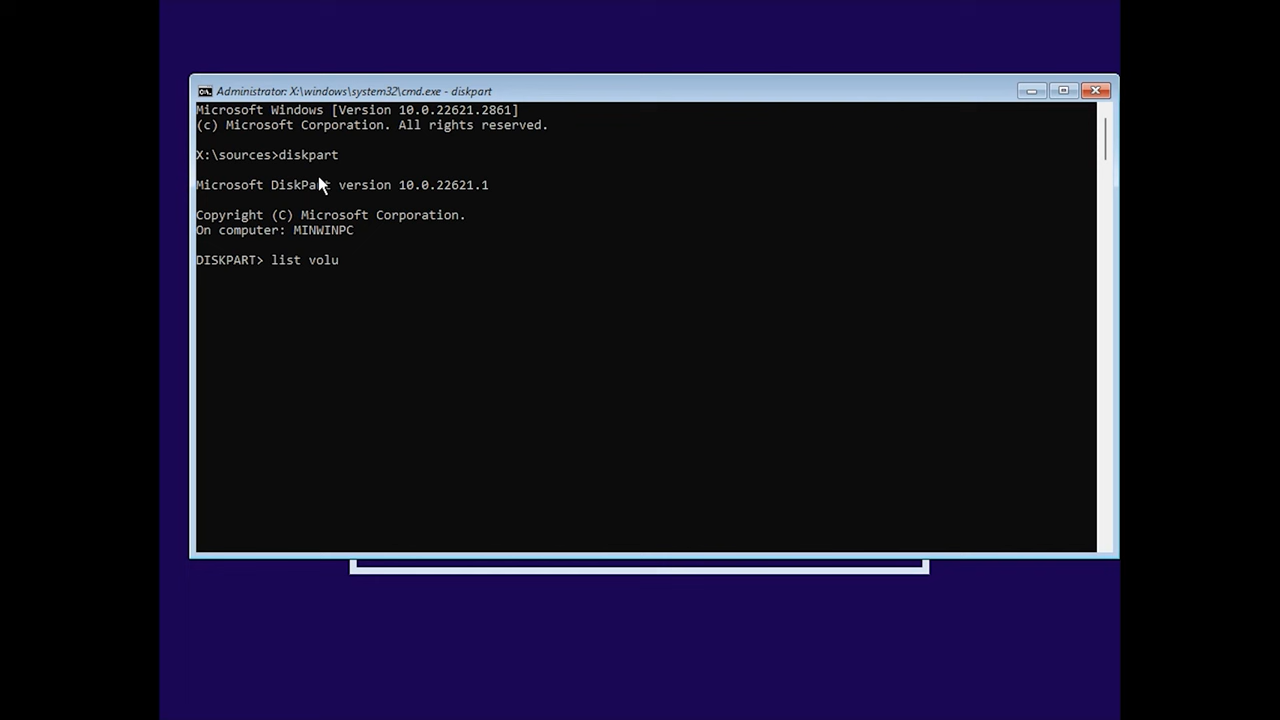 Administrator: X:\windows\system32\cmd.exe - diskpart
Microsoft Windows [Version 10.0.22621.2861]
(c) Microsoft Corporation. All rights reserved.
X:\sources>diskpart
Microsoft DiskPart version 10.0.22621.1
Copyright (C) Microsoft Corporation.
On computer: MINWINPC
DISKPART> list volu